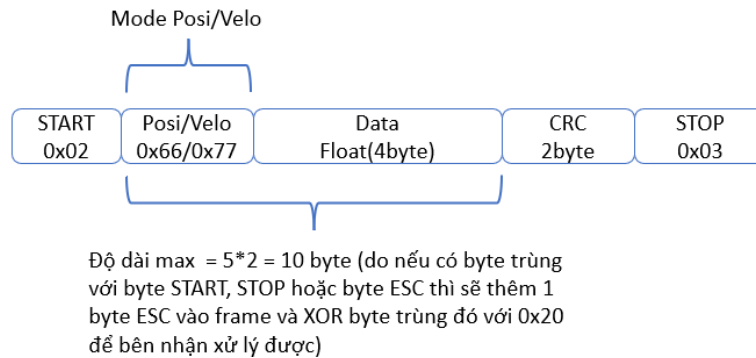 Mode Posi/Velo
START Posi/Velo Data CRC STOP
0x02 0x66/0x77 Float(4byte) 2byte 0x03
Độ dài max = 5*2 = 10 byte (do nếu có byte trùng
với byte START, STOP hoặc byte ESC thì sẽ thêm 1
byte ESC vào frame và XOR byte trùng đó với 0x20
để bên nhận xử lý được)